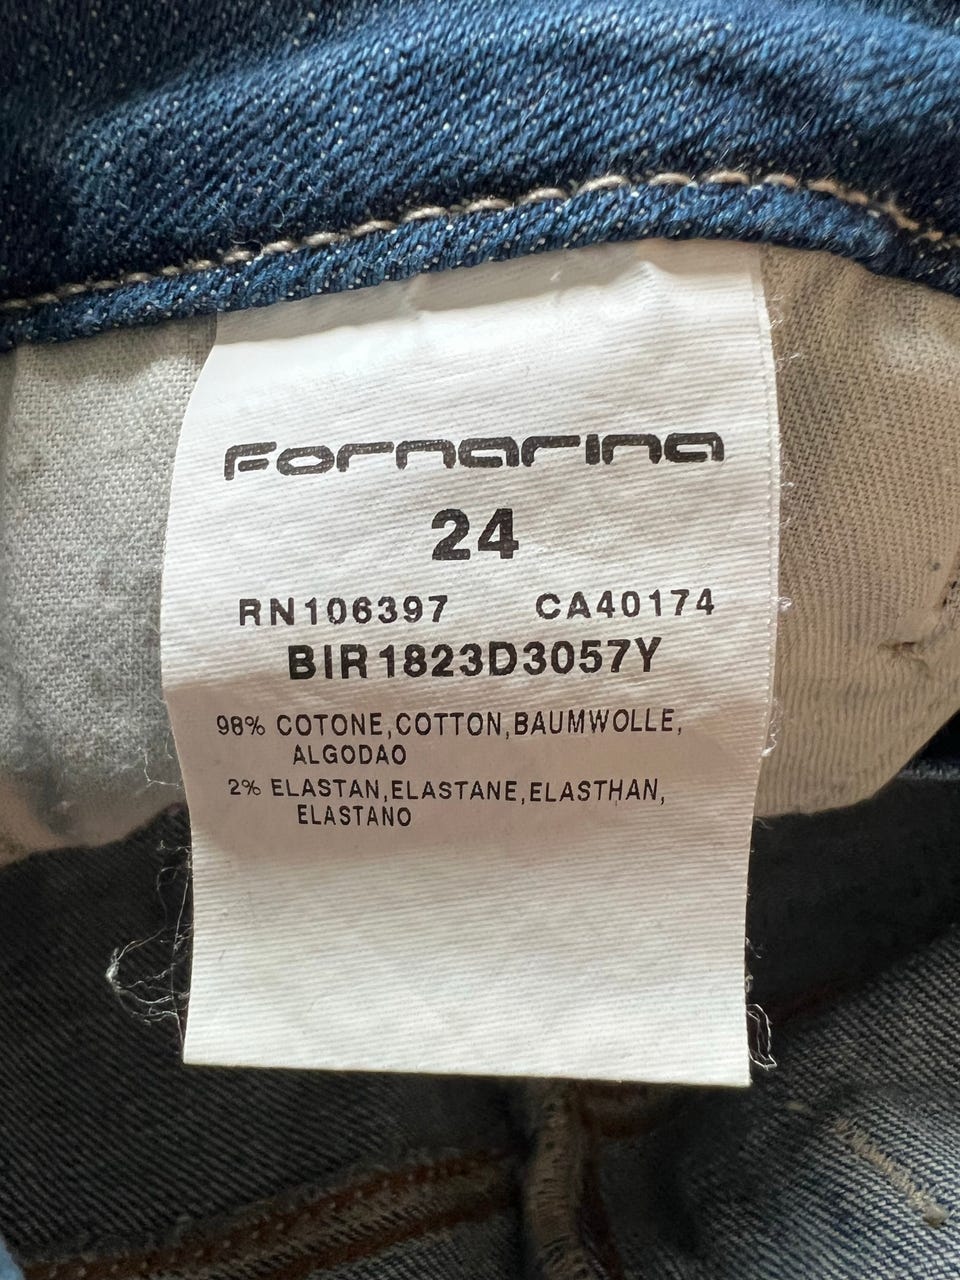 Fornarina
24
RN106397 CA40174
BIR1823D3057Y
98% COTONE,COTTON,BAUMWOLLE,
ALGODAO
2% ELASTAN,ELASTANE,ELASTHAN,
ELASTANO